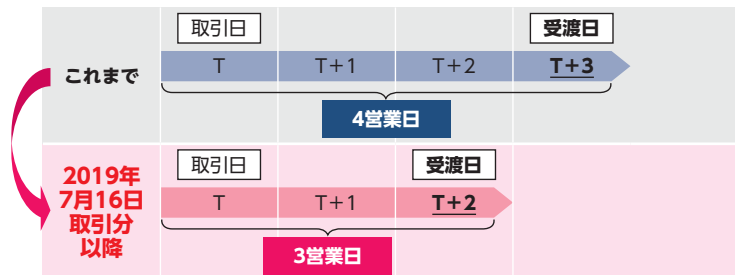 取引日
受渡日
これまで
T
T+1
T+2
T+3
4営業日
2019年
7月16日
取引分
以降
取引日
受渡日
T
T+1
T+2
3営業日